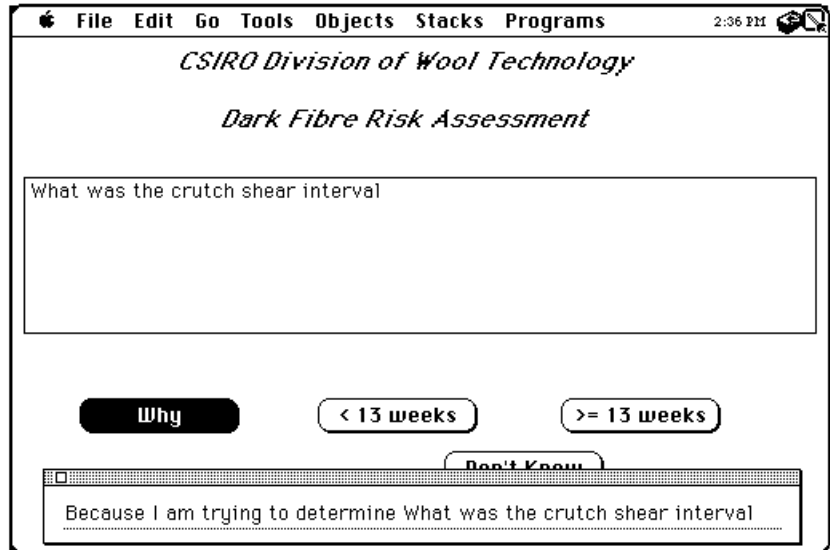 File Edit Go Tools Objects Stacks Programs 2:36 PM
CSIRO Division of Wool Technology
Dark Fibre Risk Assessment
What was the crutch shear interval
Why < 13 weeks >= 13 weeks
Don't Know
Because I am trying to determine What was the crutch shear interval